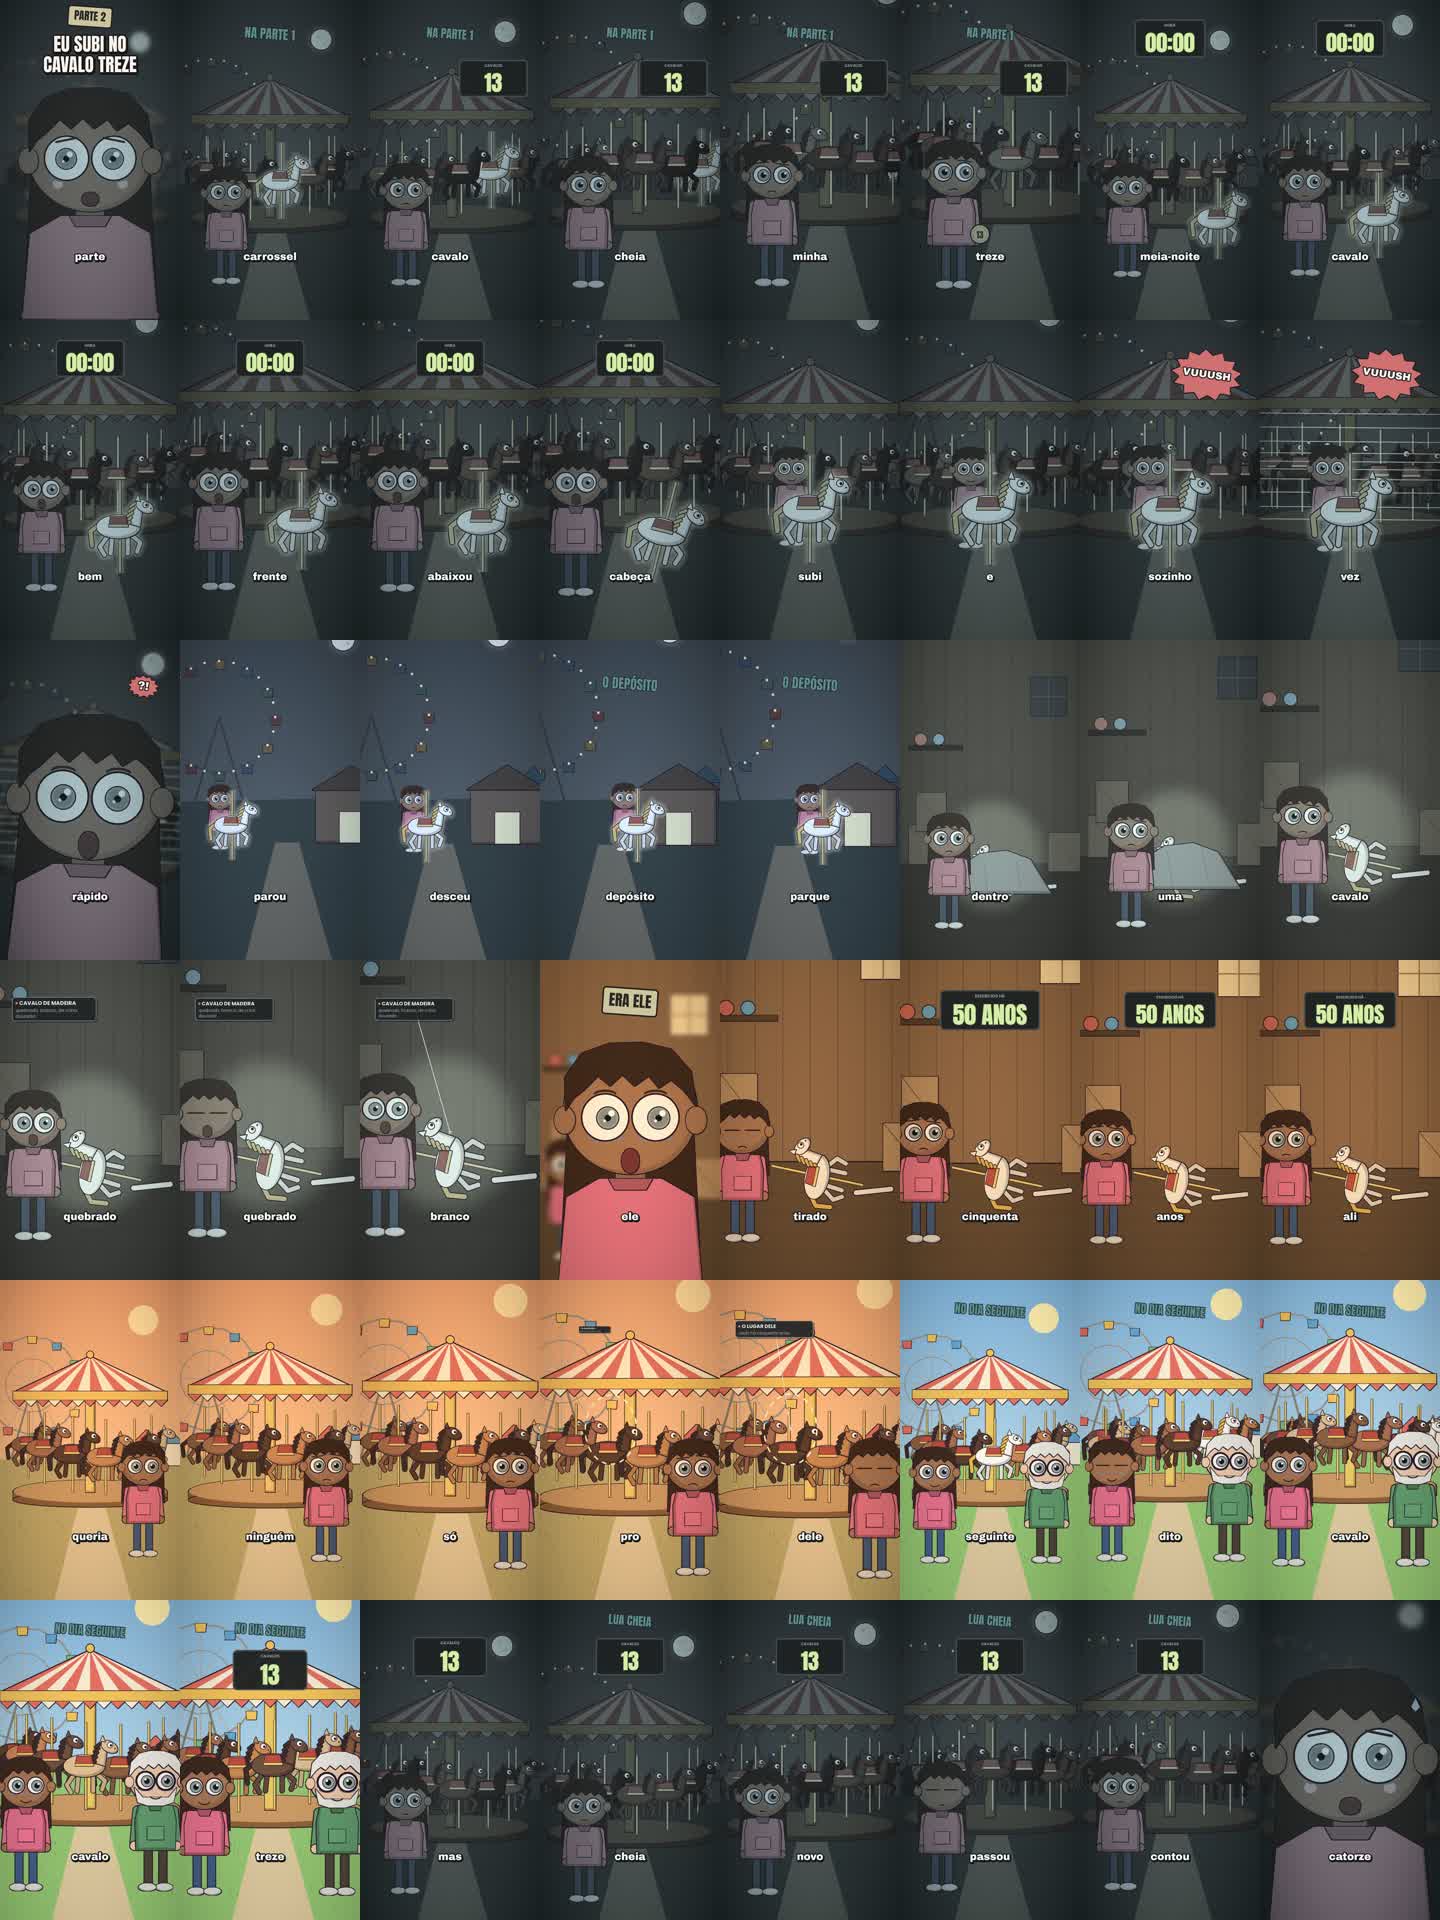 PARTE 2
EU SUBI NO
CAVALO TREZE
parte
NA PARTE 1
carrossel
NA PARTE 1
13
cavalo
NA PARTE 1
13
cheia
NA PARTE 1
13
minha
NA PARTE 1
13
13
treze
00:00
meia-noite
00:00
cavalo
00:00
bem
00:00
frente
00:00
abaixou
00:00
cabeça
subi
e
VUUUSH
sozinho
VUUUSH
vez
?!
rápido
parou
desceu
O DEPÓSITO
depósito
O DEPÓSITO
parque
dentro
uma
cavalo
CAVALO DE MADEIRA
quebrado
CAVALO DE MADEIRA
quebrado
CAVALO DE MADEIRA
branco
ERA ELE
ele
tirado
50 ANOS
cinquenta
50 ANOS
anos
50 ANOS
ali
queria
ninguém
só
pro
O LUGAR DELE
dele
NO DIA SEGUINTE
seguinte
NO DIA SEGUINTE
dito
NO DIA SEGUINTE
cavalo
NO DIA SEGUINTE
cavalo
NO DIA SEGUINTE
13
treze
13
mas
LUA CHEIA
13
cheia
LUA CHEIA
13
novo
LUA CHEIA
13
passou
LUA CHEIA
13
contou
catorze